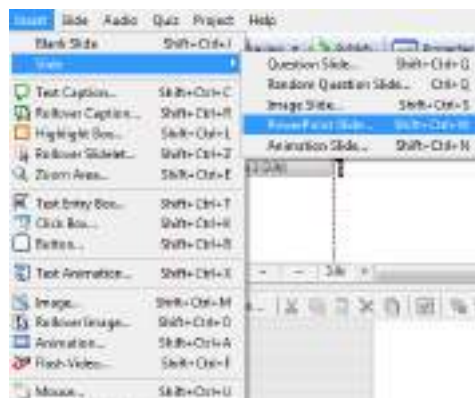 Insert Slide Audio Quiz Project Help
Blank Slide Shift+Ctrl+J
Slide
Text Caption... Shift+Ctrl+C
Rollover Caption... Shift+Ctrl+R
Highlight Box... Shift+Ctrl+L
Rollover Slidelet... Shift+Ctrl+Z
Zoom Area... Shift+Ctrl+E
Text Entry Box... Shift+Ctrl+T
Click Box... Shift+Ctrl+K
Button... Shift+Ctrl+B
Text Animation... Shift+Ctrl+X
Image... Shift+Ctrl+M
Rollover Image... Shift+Ctrl+O
Animation... Shift+Ctrl+A
Flash Video... Shift+Ctrl+F
Mouse... Shift+Ctrl+U
Question Slide... Shift+Ctrl+Q
Random Question Slide... Ctrl+Q
Image Slide... Shift+Ctrl+S
PowerPoint Slide...
Animation Slide... Shift+Ctrl+N